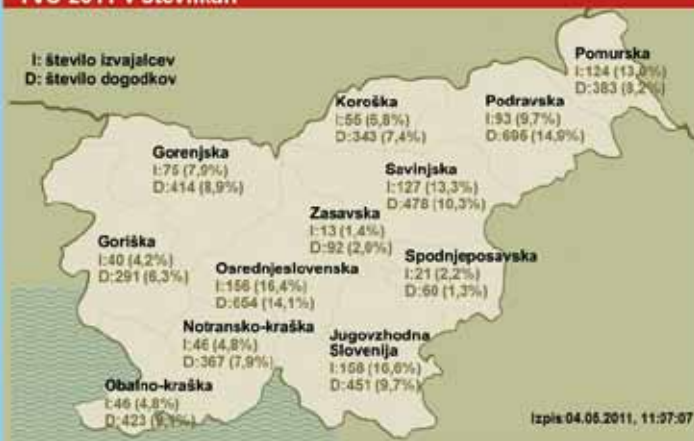 TVU 2011 v številkah
I: število izvajalcev
D: število dogodkov
Pomurska
I:124 (13,0%)
D:383 (8,2%)
Koroška
I:55 (5,8%)
D:343 (7,4%)
Podravska
I:93 (9,7%)
D:696 (14,9%)
Gorenjska
I:75 (7,9%)
D:414 (8,9%)
Savinjska
I:127 (13,3%)
D:478 (10,3%)
Zasavska
I:13 (1,4%)
D:92 (2,0%)
Goriška
I:40 (4,2%)
D:291 (6,3%)
Osrednjeslovenska
I:156 (16,4%)
D:654 (14,1%)
Spodnjeposavska
I:21 (2,2%)
D:60 (1,3%)
Notransko-kraška
I:46 (4,8%)
D:367 (7,9%)
Jugovzhodna
Slovenija
I:158 (16,6%)
D:451 (9,7%)
Obalno-kraška
I:46 (4,8%)
D:423 (9,1%)
Izpis:04.05.2011, 11:37:07